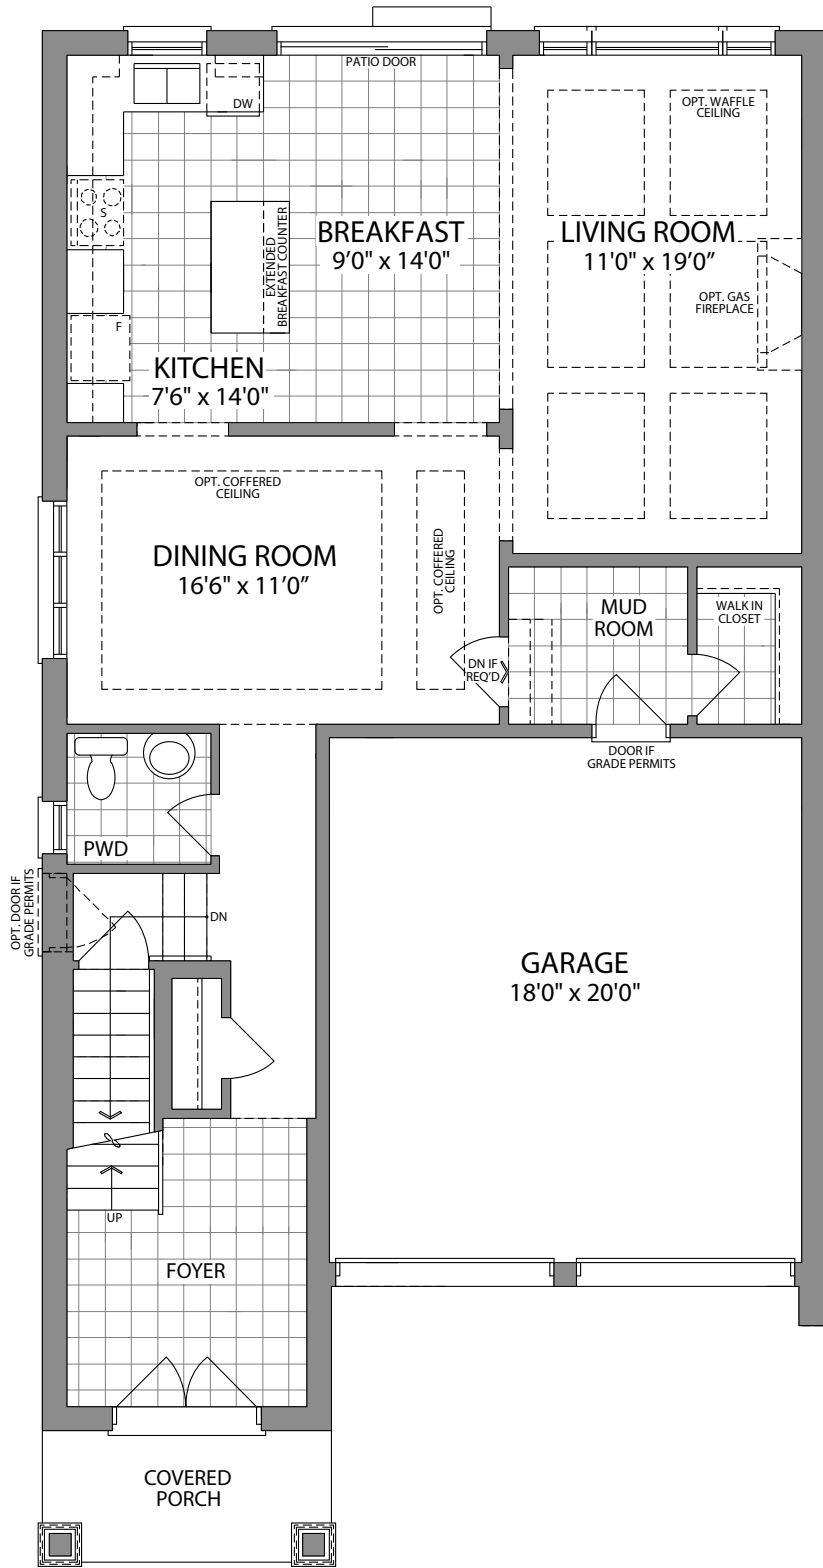 PATIO DOOR
DW
OPT. WAFFLE
CEILING
S
EXTENDED
BREAKFAST COUNTER
BREAKFAST
9'0" x 14'0"
LIVING ROOM
11'0" x 19’0”
OPT. GAS
FIREPLACE
F
KITCHEN
7'6" x 14'0"
OPT. COFFERED
CEILING
OPT. COFFERED
CEILING
DINING ROOM
16'6" x 11’0”
MUD
ROOM
WALK IN
CLOSET
DN IF
REQ’D
DOOR IF
GRADE PERMITS
PWD
OPT. DOOR IF
GRADE PERMITS
DN
GARAGE
18'0" x 20'0"
UP
FOYER
COVERED
PORCH